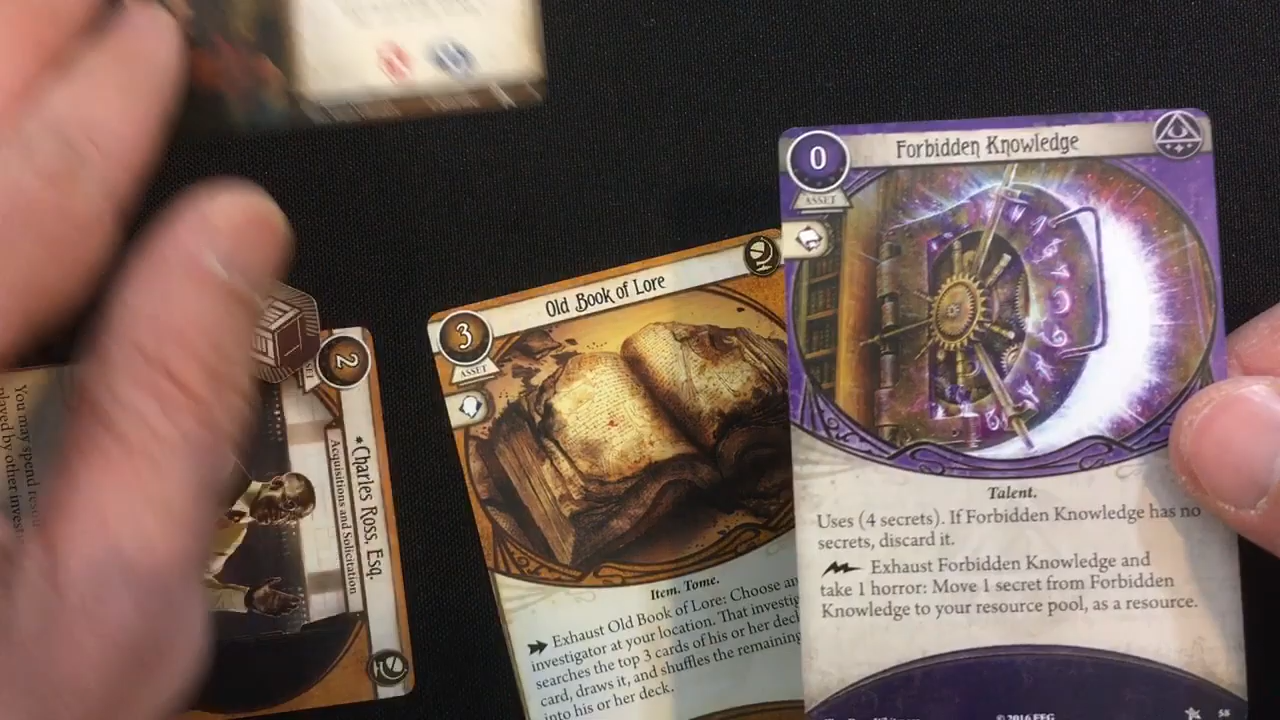 0
Forbidden Knowledge
ASSET
Talent.
Uses (4 secrets). If Forbidden Knowledge has no
secrets, discard it.
Exhaust Forbidden Knowledge and
take 1 horror: Move 1 secret from Forbidden
Knowledge to your resource pool, as a resource.
© 2016 FFG
58
3
Old Book of Lore
ASSET
Item. Tome.
Exhaust Old Book of Lore: Choose an
investigator at your location. That investig
searches the top 3 cards of his or her deck
card, draws it, and shuffles the remaining
into his or her deck.
2
Charles Ross, Esq.
Acquisitions and Solicitation
You may spend
played by other